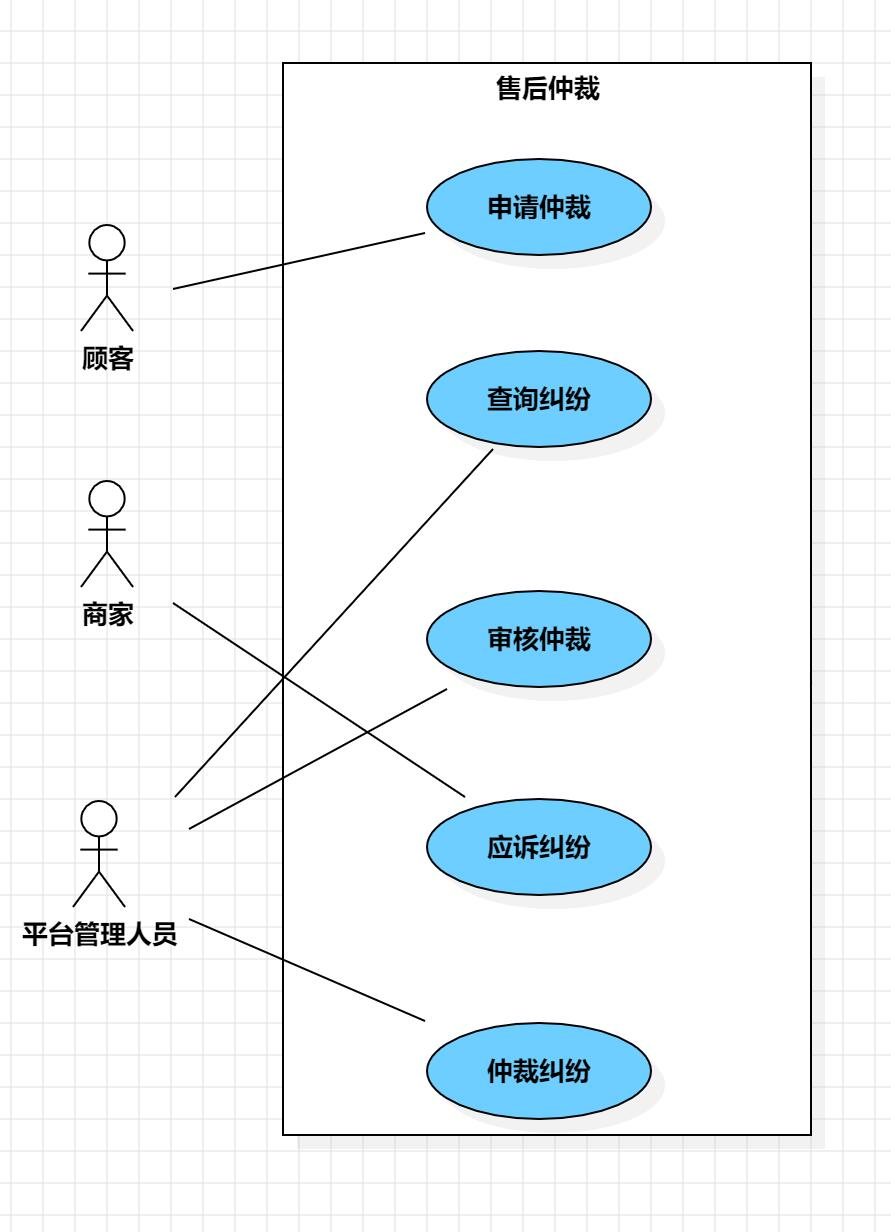 售后仲裁
申请仲裁
顾客
查询纠纷
商家
审核仲裁
应诉纠纷
平台管理人员
仲裁纠纷